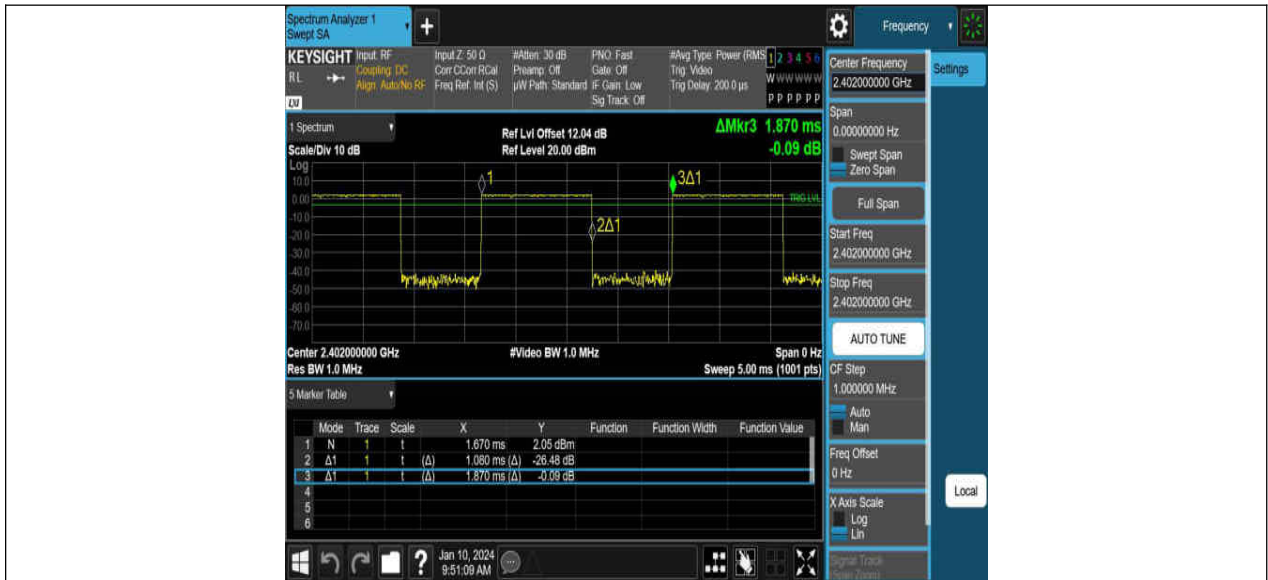 Spectrum Analyzer 1
Swept SA
+
Frequency
KEYSIGHT
RL
Input: RF
Coupling: DC
Align: Auto/No RF
Input Z: 50 Ω
Corr CCorr RCal
Freq Ref: Int (S)
#Atten: 30 dB
Preamp: Off
µW Path: Standard
PNO: Fast
Gate: Off
IF Gain: Low
Sig Track: Off
#Avg Type: Power (RMS
Trig: Video
Trig Delay: 200.0 µs
1 2 3 4 5 6
W W W W W W
P P P P P P
1 Spectrum
Scale/Div 10 dB
Ref Lvl Offset 12.04 dB
Ref Level 20.00 dBm
ΔMkr3 1.870 ms
-0.09 dB
Log
10.0
0.00
-10.0
-20.0
-30.0
-40.0
-50.0
-60.0
-70.0
1
2Δ1
3Δ1
TRIG LVL
Center 2.402000000 GHz
Res BW 1.0 MHz
#Video BW 1.0 MHz
Span 0 Hz
Sweep 5.00 ms (1001 pts)
5 Marker Table
Mode Trace Scale X Y Function Function Width Function Value
1 N 1 t 1.670 ms 2.05 dBm
2 Δ1 1 t (Δ) 1.080 ms (Δ) -26.48 dB
3 Δ1 1 t (Δ) 1.870 ms (Δ) -0.09 dB
4
5
6
?
Jan 10, 2024
9:51:09 AM
Center Frequency
2.402000000 GHz
Settings
Span
0.00000000 Hz
Swept Span
Zero Span
Full Span
Start Freq
2.402000000 GHz
Stop Freq
2.402000000 GHz
AUTO TUNE
CF Step
1.000000 MHz
Auto
Man
Freq Offset
0 Hz
X Axis Scale
Log
Lin
Signal Track
(Span Zoom)
Local